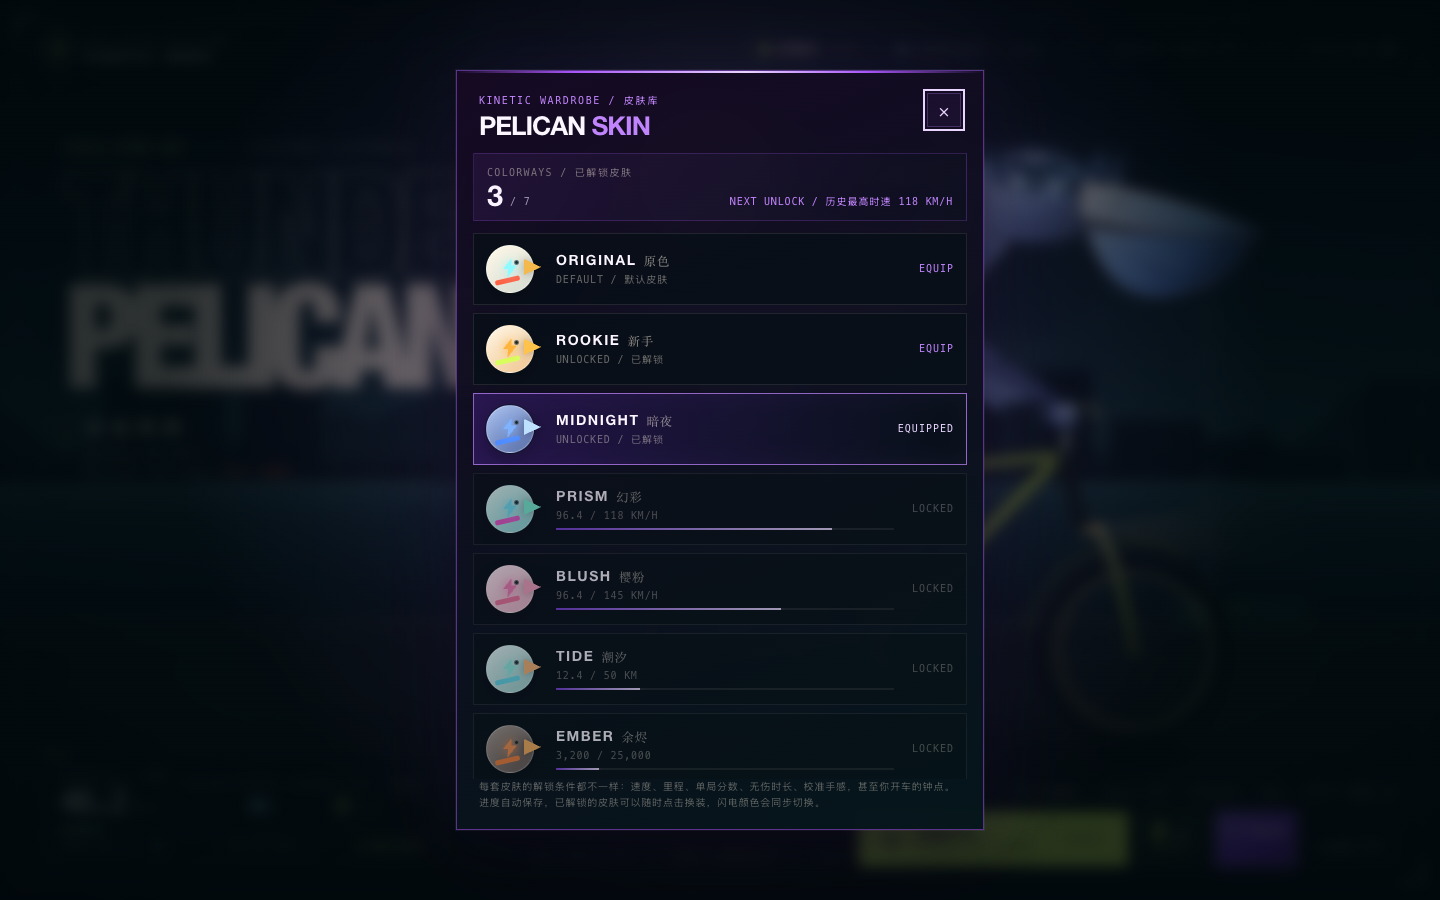 KINETIC WARDROBE / 皮肤库
PELICAN SKIN
×
COLORWAYS / 已解锁皮肤
3 / 7
NEXT UNLOCK / 历史最高时速 118 KM/H
ORIGINAL 原色
DEFAULT / 默认皮肤
EQUIP
ROOKIE 新手
UNLOCKED / 已解锁
EQUIP
MIDNIGHT 暗夜
UNLOCKED / 已解锁
EQUIPPED
PRISM 幻彩
96.4 / 118 KM/H
LOCKED
BLUSH 樱粉
96.4 / 145 KM/H
LOCKED
TIDE 潮汐
12.4 / 50 KM
LOCKED
EMBER 余烬
3,200 / 25,000
LOCKED
每套皮肤的解锁条件都不一样：速度、里程、单局分数、无伤时长、校准手感，甚至你开车的钟点。
进度自动保存，已解锁的皮肤可以随时点击换装，闪电颜色会同步切换。
PELICAN